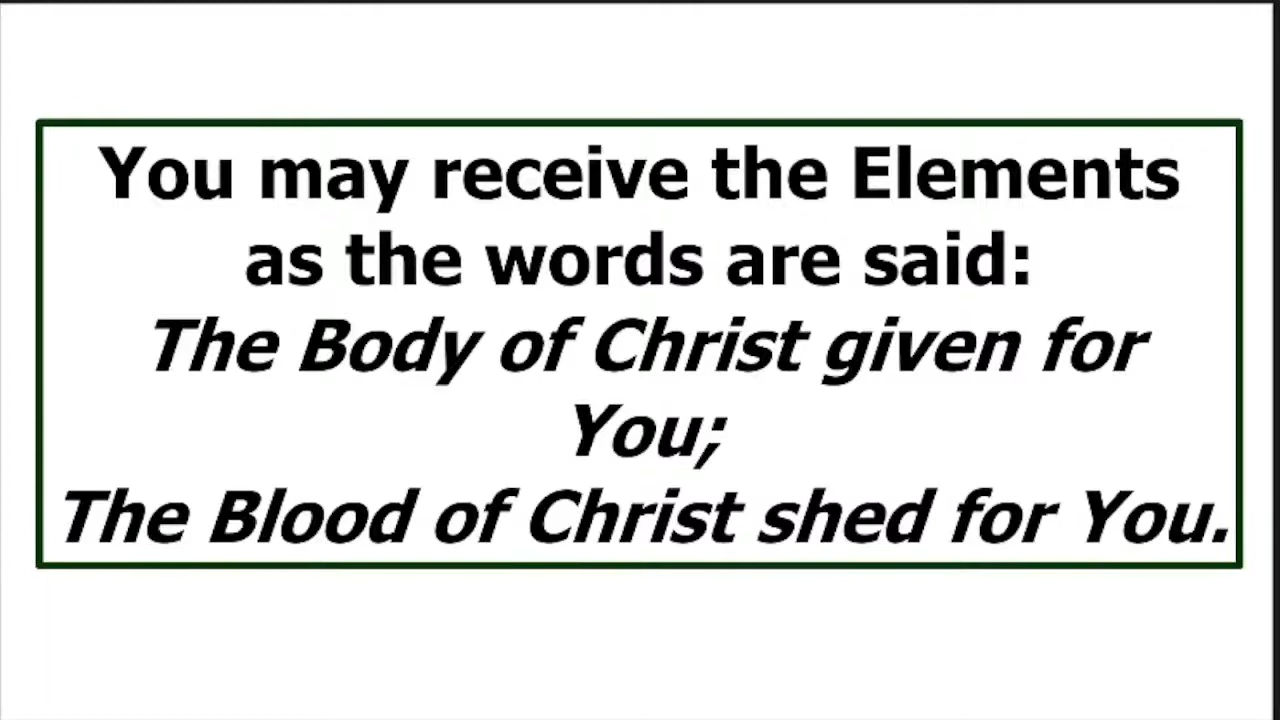 You may receive the Elements
as the words are said:
The Body of Christ given for
You;
The Blood of Christ shed for You.